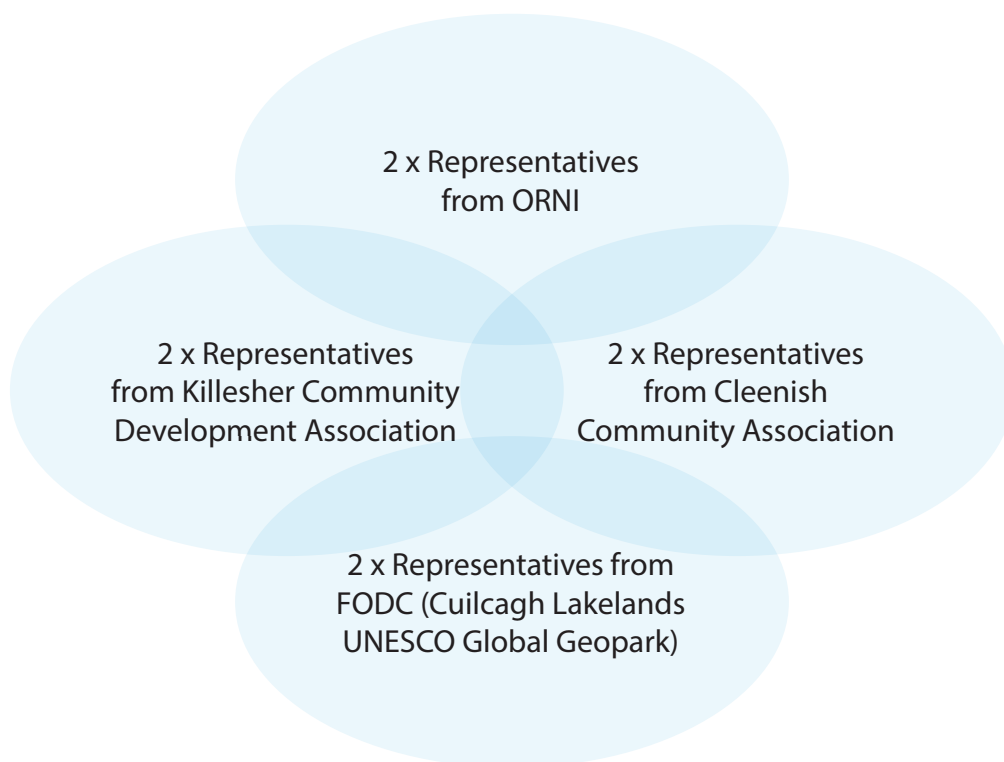 2 x Representatives
from ORNI
2 x Representatives
from Killesher Community
Development Association
2 x Representatives
from Cleenish
Community Association
2 x Representatives from
FODC (Cuilcagh Lakelands
UNESCO Global Geopark)